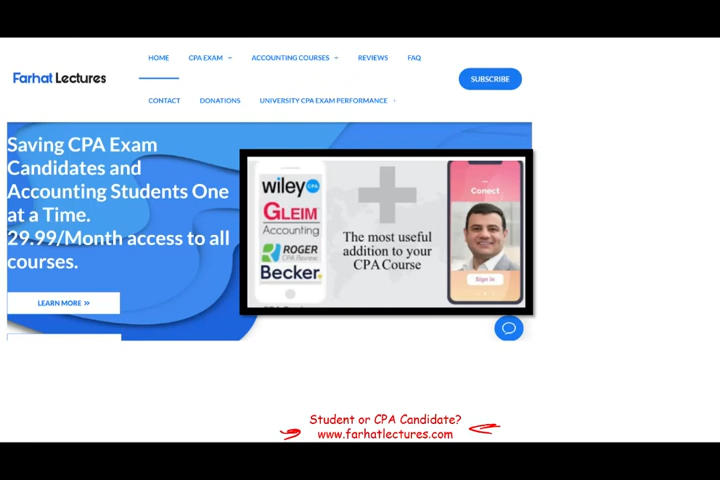 HOME CPA EXAM ACCOUNTING COURSES REVIEWS FAQ
Farhat Lectures
SUBSCRIBE
CONTACT DONATIONS UNIVERSITY CPA EXAM PERFORMANCE
Saving CPA Exam
Candidates and
Accounting Students One
at a Time.
29.99/Month access to all
courses.
LEARN MORE »
wiley CPA
GLEIM
Accounting
ROGER
CPA Review
Becker.
The most useful
addition to your
CPA Course
Conect
Sign in
Student or CPA Candidate?
www.farhatlectures.com